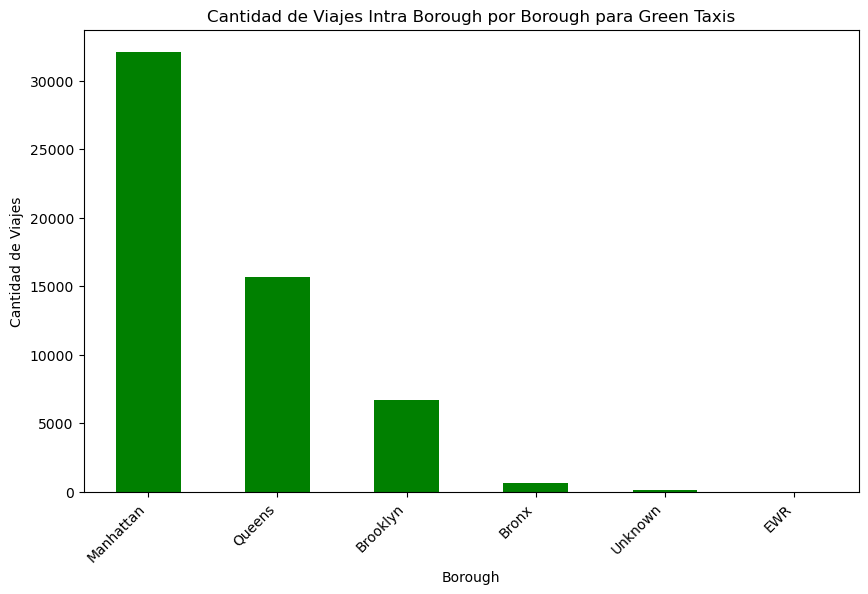 Cantidad de Viajes Intra Borough por Borough para Green Taxis
Cantidad de Viajes
30000
25000
20000
15000
10000
5000
0
Manhattan
Queens
Brooklyn
Bronx
Unknown
EWR
Borough